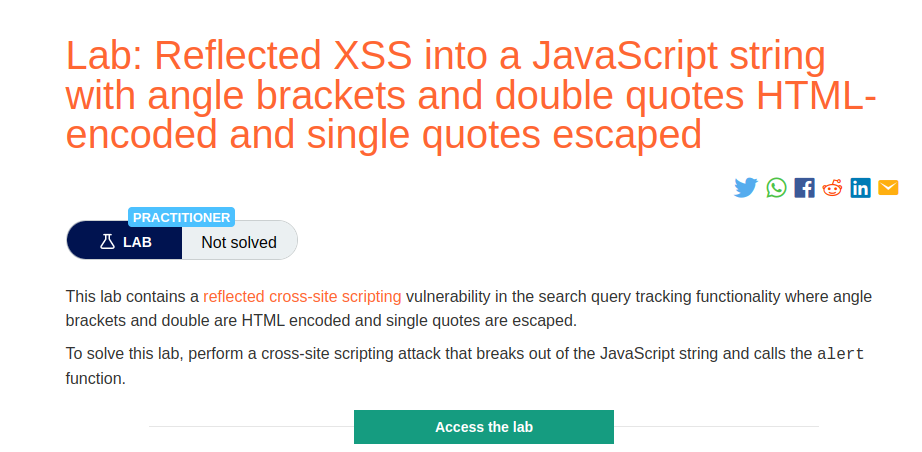 Lab: Reflected XSS into a JavaScript string
with angle brackets and double quotes HTML-
encoded and single quotes escaped
PRACTITIONER
LAB
Not solved
This lab contains a reflected cross-site scripting vulnerability in the search query tracking functionality where angle
brackets and double are HTML encoded and single quotes are escaped.
To solve this lab, perform a cross-site scripting attack that breaks out of the JavaScript string and calls the alert
function.
Access the lab